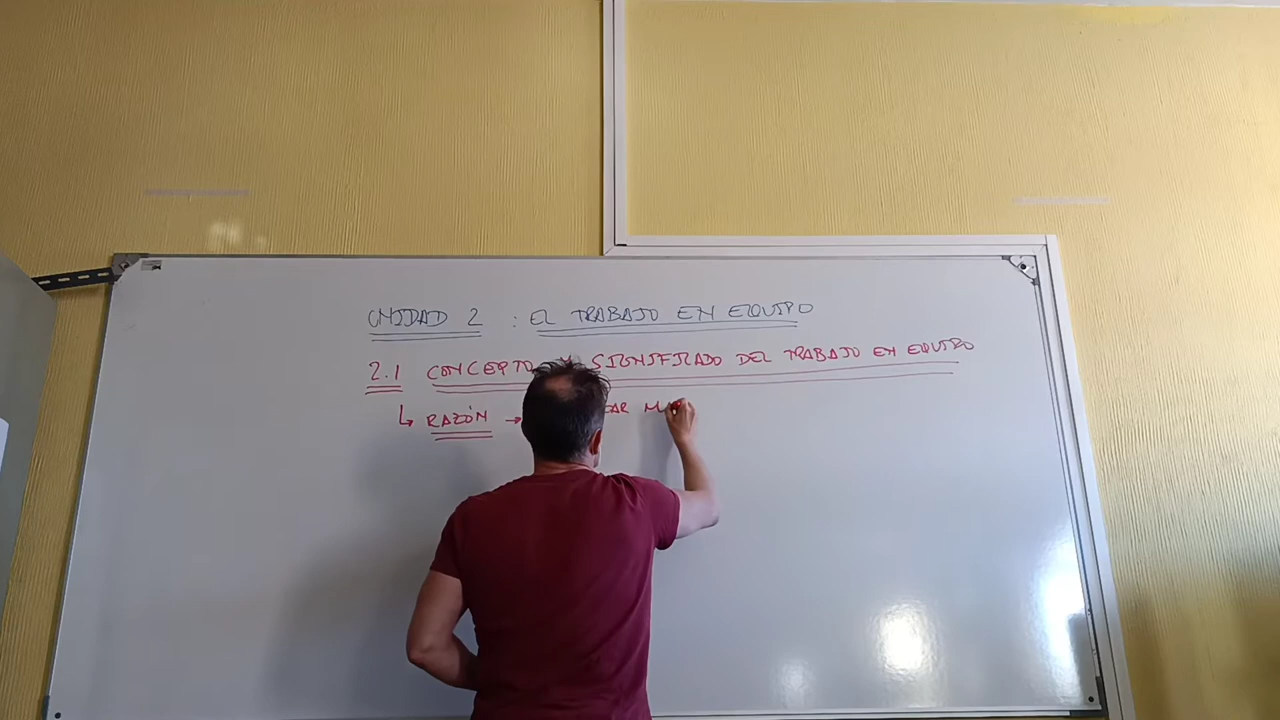 UNIDAD 2 : EL TRABAJO EN EQUIPO
2.1 CONCEPTO Y SIGNIFICADO DEL TRABAJO EN EQUIPO
↳ RAZÓN →